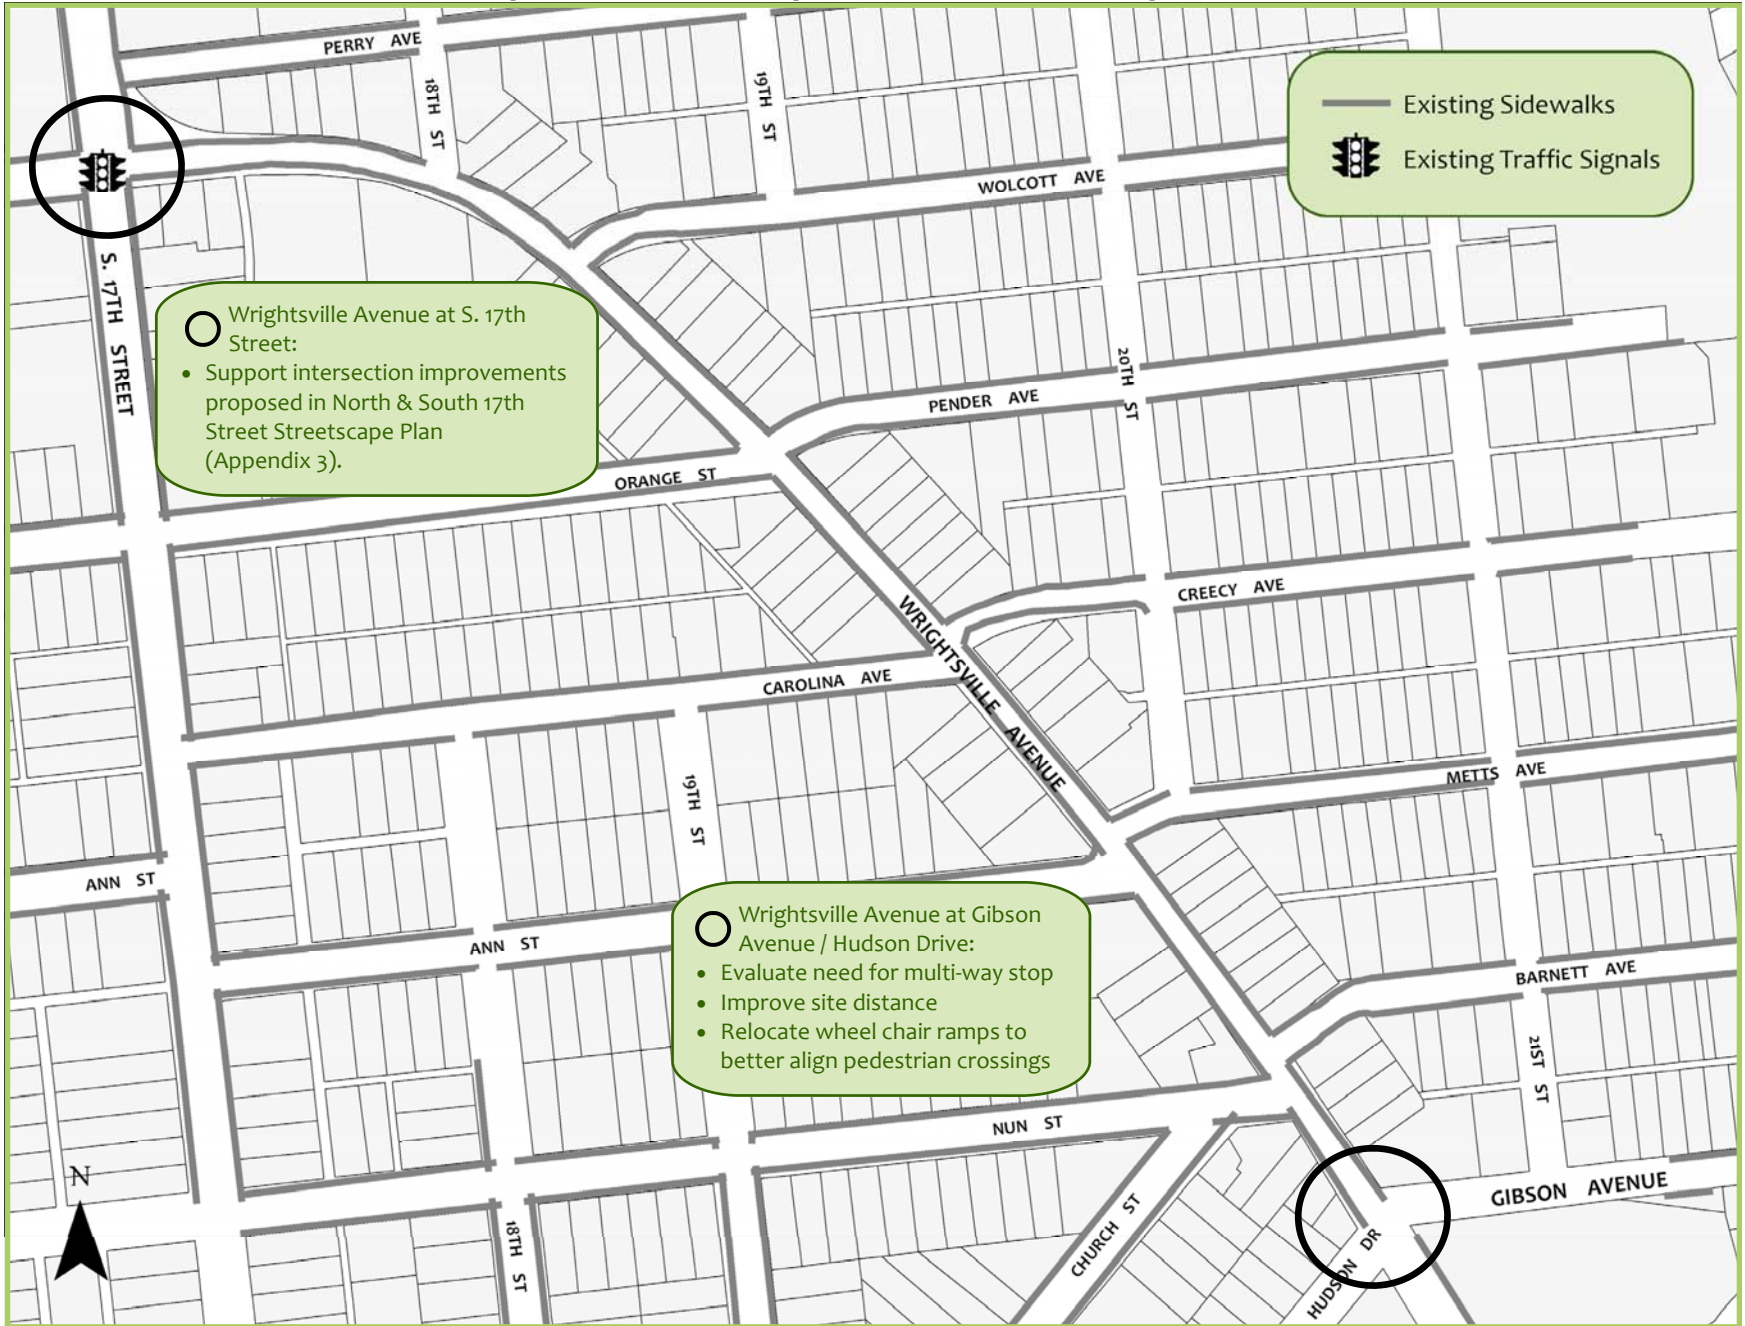 PERRY AVE
18TH ST
19TH ST
Existing Sidewalks
Existing Traffic Signals
WOLCOTT AVE
S. 17TH STREET
Wrightsville Avenue at S. 17th
Street:
• Support intersection improvements
proposed in North & South 17th
Street Streetscape Plan
(Appendix 3).
20TH ST
PENDER AVE
ORANGE ST
CREECY AVE
WRIGHTSVILLE AVENUE
CAROLINA AVE
METTS AVE
19TH ST
ANN ST
ANN ST
Wrightsville Avenue at Gibson
Avenue / Hudson Drive:
• Evaluate need for multi-way stop
• Improve site distance
• Relocate wheel chair ramps to
better align pedestrian crossings
BARNETT AVE
21ST ST
NUN ST
N
GIBSON AVENUE
CHURCH ST
18TH ST
HUDSON DR